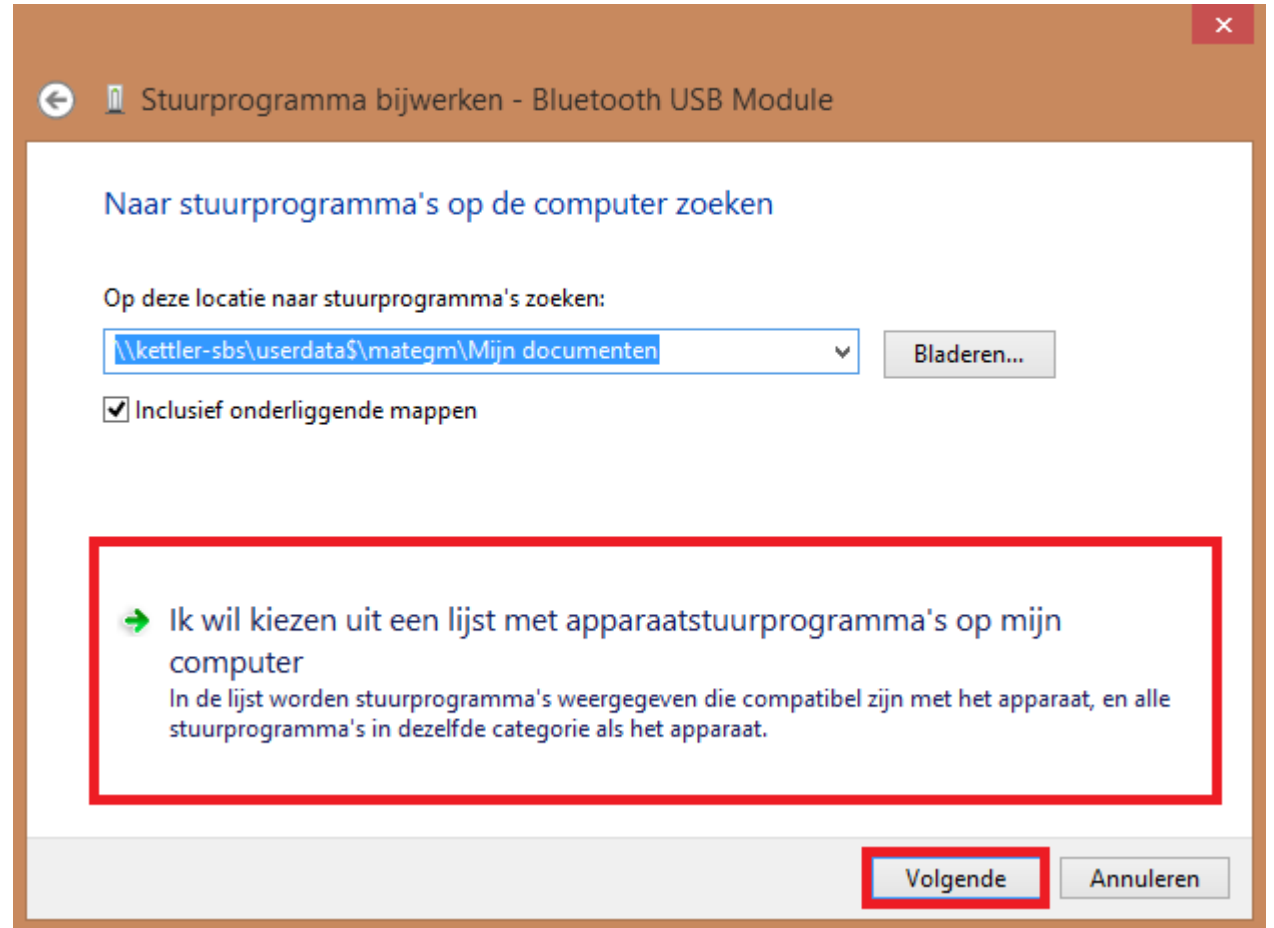 Stuurprogramma bijwerken - Bluetooth USB Module
Naar stuurprogramma's op de computer zoeken
Op deze locatie naar stuurprogramma's zoeken:
\\kettler-sbs\userdata$\mategm\Mijn documenten
Bladeren...
Inclusief onderliggende mappen
Ik wil kiezen uit een lijst met apparaatstuurprogramma's op mijn
computer
In de lijst worden stuurprogramma's weergegeven die compatibel zijn met het apparaat, en alle
stuurprogramma's in dezelfde categorie als het apparaat.
Volgende
Annuleren